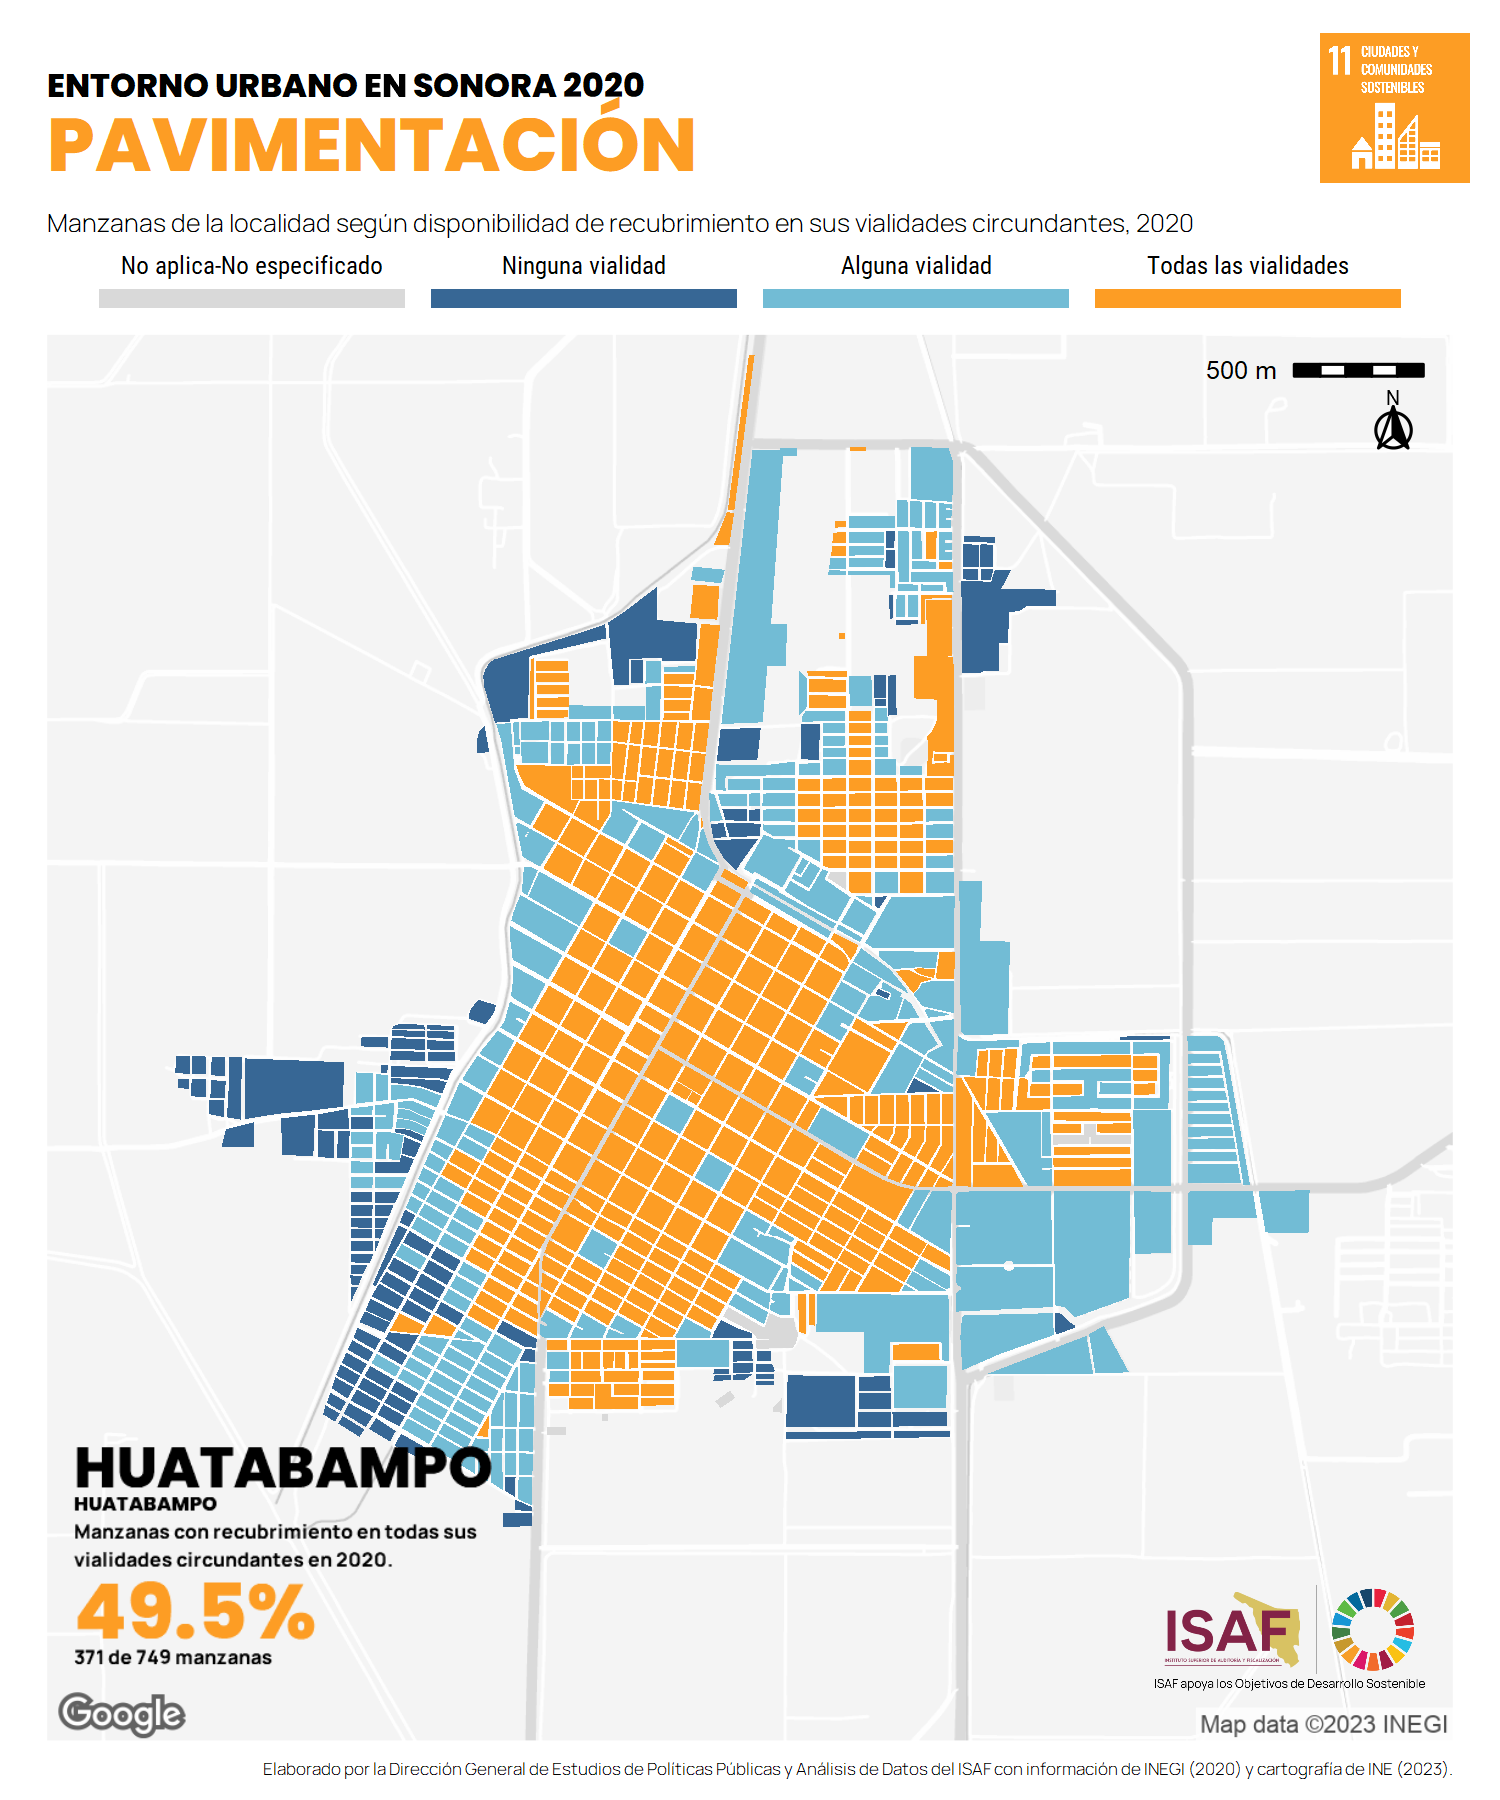 ENTORNO URBANO EN SONORA 2020
PAVIMENTACIÓN
11 CIUDADES Y
COMUNIDADES
SOSTENIBLES
Manzanas de la localidad según disponibilidad de recubrimiento en sus vialidades circundantes, 2020
No aplica-No especificado
Ninguna vialidad
Alguna vialidad
Todas las vialidades
500 m
N
HUATABAMPO
HUATABAMPO
Manzanas con recubrimiento en todas sus
vialidades circundantes en 2020.
49.5%
371 de 749 manzanas
Google
ISAF
INSTITUTO SUPERIOR DE AUDITORÍA Y FISCALIZACIÓN
ISAF apoya los Objetivos de Desarrollo Sostenible
Map data ©2023 INEGI
Elaborado por la Dirección General de Estudios de Políticas Públicas y Análisis de Datos del ISAF con información de INEGI (2020) y cartografía de INE (2023).